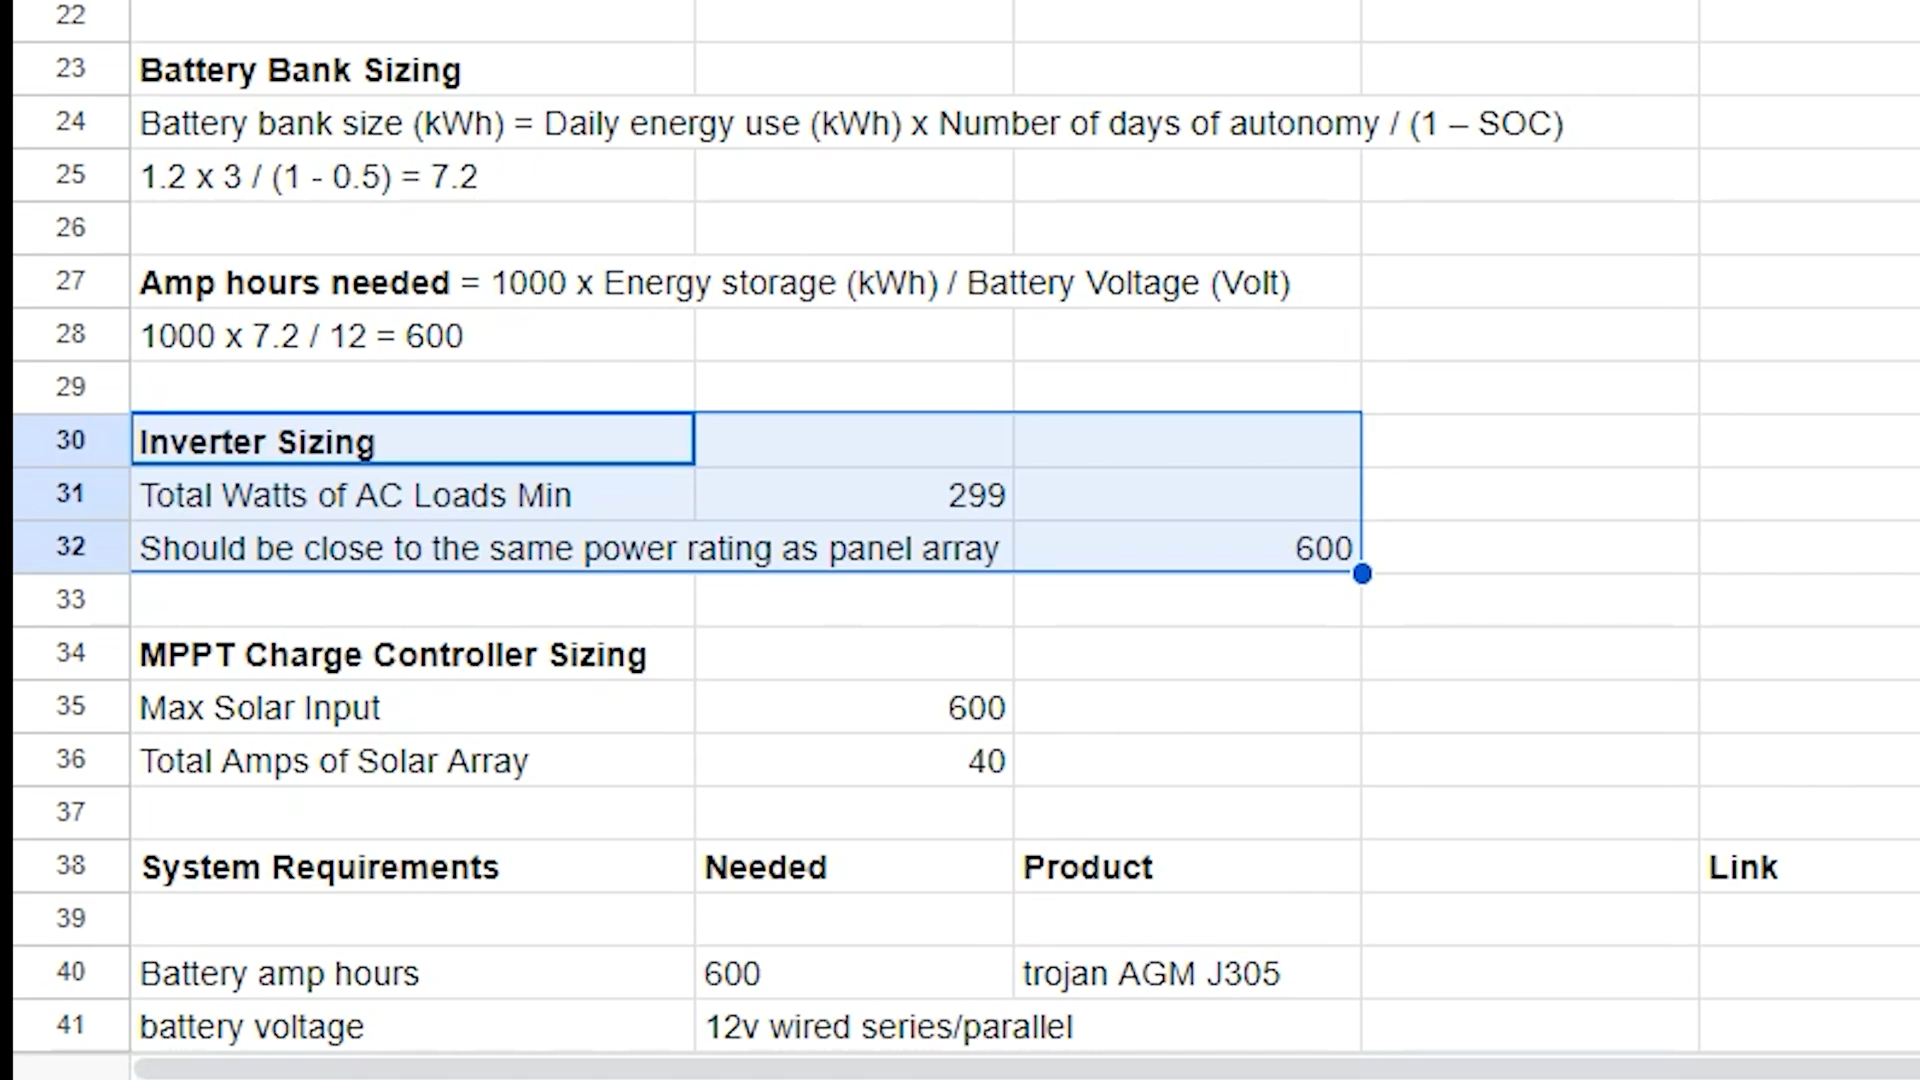 22
23 Battery Bank Sizing
24 Battery bank size (kWh) = Daily energy use (kWh) x Number of days of autonomy / (1 – SOC)
25 1.2 x 3 / (1 - 0.5) = 7.2
26
27 Amp hours needed = 1000 x Energy storage (kWh) / Battery Voltage (Volt)
28 1000 x 7.2 / 12 = 600
29
30 Inverter Sizing
31 Total Watts of AC Loads Min 299
32 Should be close to the same power rating as panel array 600
33
34 MPPT Charge Controller Sizing
35 Max Solar Input 600
36 Total Amps of Solar Array 40
37
38 System Requirements Needed Product Link
39
40 Battery amp hours 600 trojan AGM J305
41 battery voltage 12v wired series/parallel